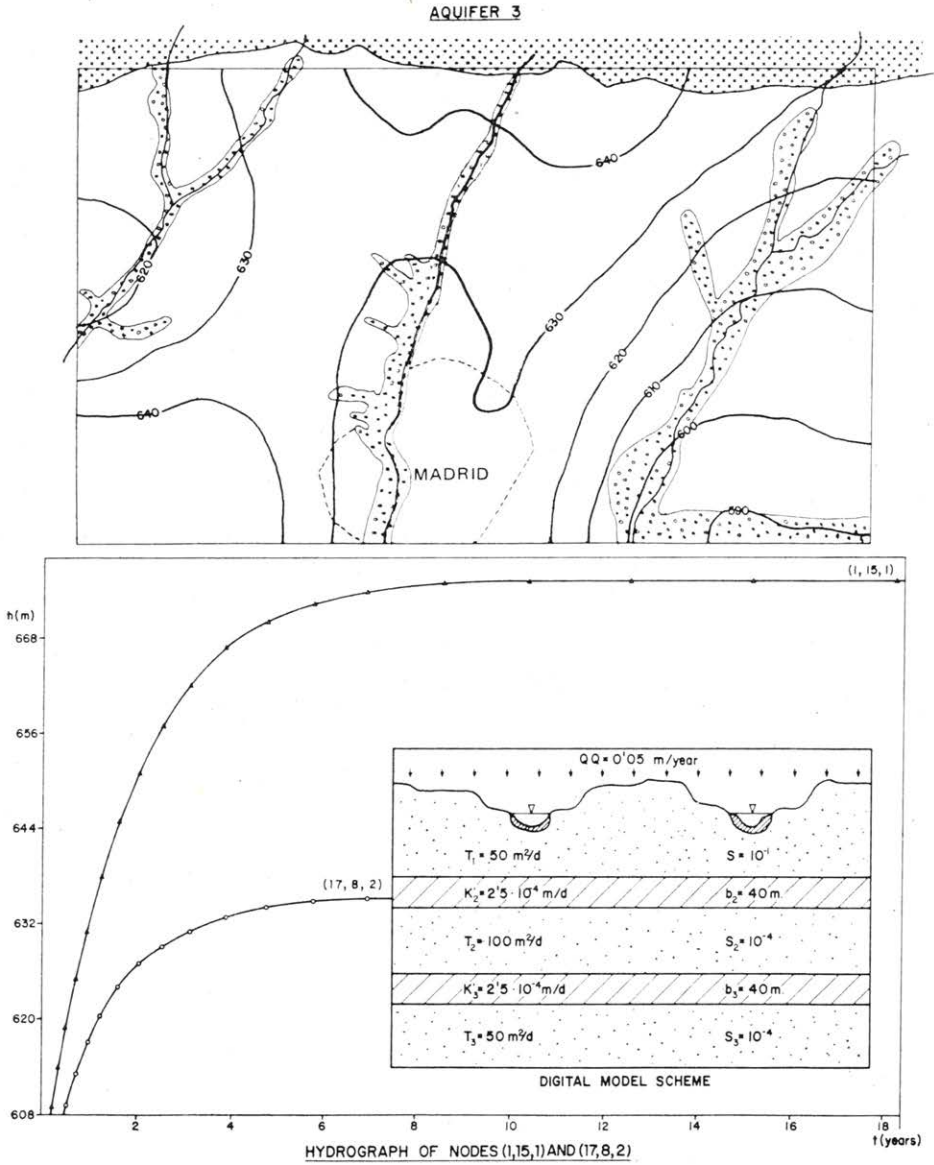 AQUIFER 3
640
620
630
630
620
610
640
600
MADRID
590
(1, 15, 1)
h(m)
668
656
QQ = 0'05 m/year
644
T₁ = 50 m²/d S = 10⁻¹
(17, 8, 2)
K'₂ = 2'5 · 10⁻⁴ m/d b₂ = 40 m.
632
T₂ = 100 m²/d S₂ = 10⁻⁴
K'₃ = 2'5 · 10⁻⁴ m/d b₃ = 40 m.
620
T₃ = 50 m²/d S₃ = 10⁻⁴
DIGITAL MODEL SCHEME
608
2 4 6 8 10 12 14 16 18
t (years)
HYDROGRAPH OF NODES (1,15,1) AND (17,8,2)